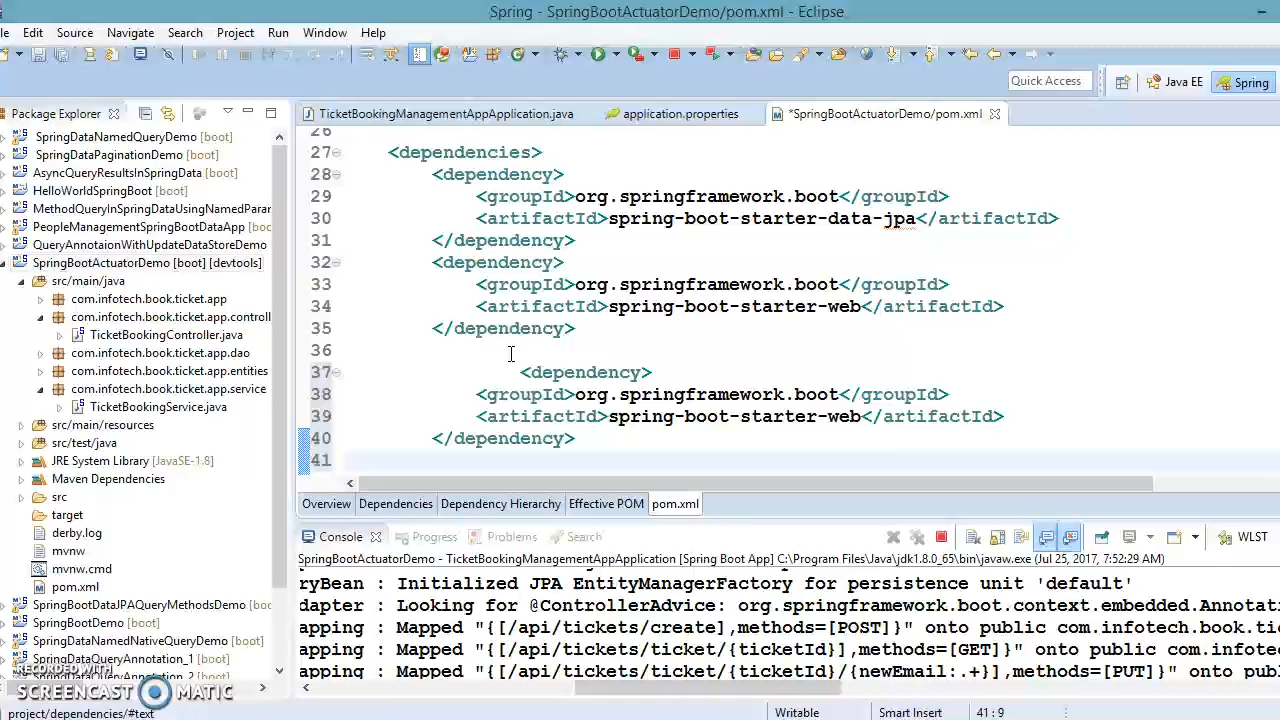 Spring - SpringBootActuatorDemo/pom.xml - Eclipse
le Edit Source Navigate Search Project Run Window Help
Quick Access Java EE Spring
Package Explorer
SpringDataNamedQueryDemo [boot]
SpringDataPaginationDemo [boot]
AsyncQueryResultsInSpringData [boot]
HelloWorldSpringBoot [boot]
MethodQueryInSpringDataUsingNamedParar
PeopleManagementSpringBootDataApp [boot]
QueryAnnotaionWithUpdateDataStoreDemo
SpringBootActuatorDemo [boot] [devtools]
src/main/java
com.infotech.book.ticket.app
com.infotech.book.ticket.app.controll
TicketBookingController.java
com.infotech.book.ticket.app.dao
com.infotech.book.ticket.app.entities
com.infotech.book.ticket.app.service
TicketBookingService.java
src/main/resources
src/test/java
JRE System Library [JavaSE-1.8]
Maven Dependencies
src
target
derby.log
mvnw
mvnw.cmd
pom.xml
SpringBootDataJPAQueryMethodsDemo [boot]
SpringBootDemo [boot]
SpringDataNamedNativeQueryDemo [boot]
SpringDataQueryAnnotation_1 [boot]
SpringDataQueryAnnotation_2 [boot]
RECORDED WITH
SCREENCAST MATIC
TicketBookingManagementAppApplication.java application.properties *SpringBootActuatorDemo/pom.xml
26
27 <dependencies>
28 <dependency>
29 <groupId>org.springframework.boot</groupId>
30 <artifactId>spring-boot-starter-data-jpa</artifactId>
31 </dependency>
32 <dependency>
33 <groupId>org.springframework.boot</groupId>
34 <artifactId>spring-boot-starter-web</artifactId>
35 </dependency>
36
37 <dependency>
38 <groupId>org.springframework.boot</groupId>
39 <artifactId>spring-boot-starter-web</artifactId>
40 </dependency>
41
Overview Dependencies Dependency Hierarchy Effective POM pom.xml
Console Progress Problems Search WLST
SpringBootActuatorDemo - TicketBookingManagementAppApplication [Spring Boot App] C:\Program Files\Java\jdk1.8.0_65\bin\javaw.exe (Jul 25, 2017, 7:52:29 AM)
ryBean : Initialized JPA EntityManagerFactory for persistence unit 'default'
dapter : Looking for @ControllerAdvice: org.springframework.boot.context.embedded.Annotati
apping : Mapped "{[/api/tickets/create],methods=[POST]}" onto public com.infotech.book.tic
apping : Mapped "{[/api/tickets/ticket/{ticketId}],methods=[GET]}" onto public com.infotec
apping : Mapped "{[/api/tickets/ticket/{ticketId}/{newEmail:.+}],methods=[PUT]}" onto publ
project/dependencies/#text Writable Smart Insert 41 : 9